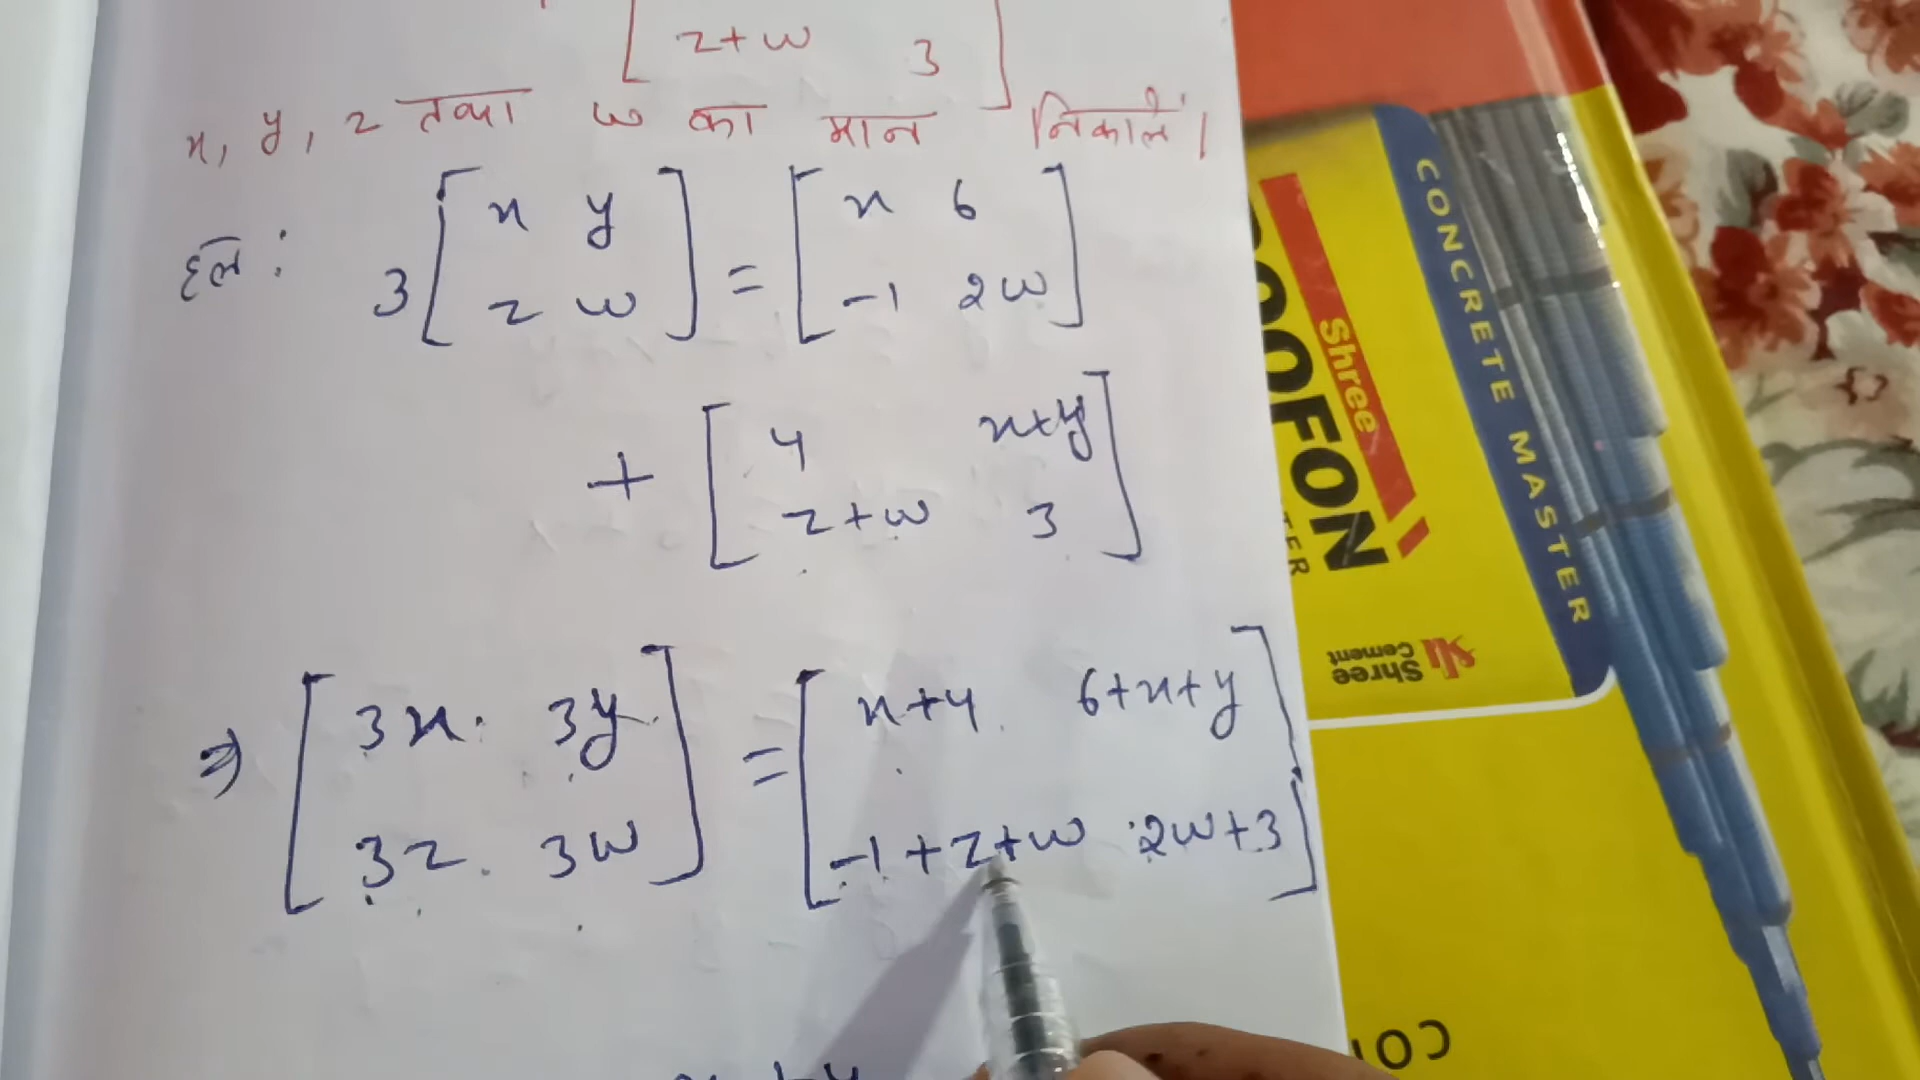 z+w 3
x, y, z तथा w का मान निकालें।
हल : 3 [ x y
z w ] = [ x 6
-1 2w ]
+ [ 4 x+y
z+w 3 ]
⇒ [ 3x 3y
3z 3w ] = [ x+4 6+x+y
-1+z+w 2w+3 ]
CONCRETE MASTER
Shree
ROOFON
Shree
Cement